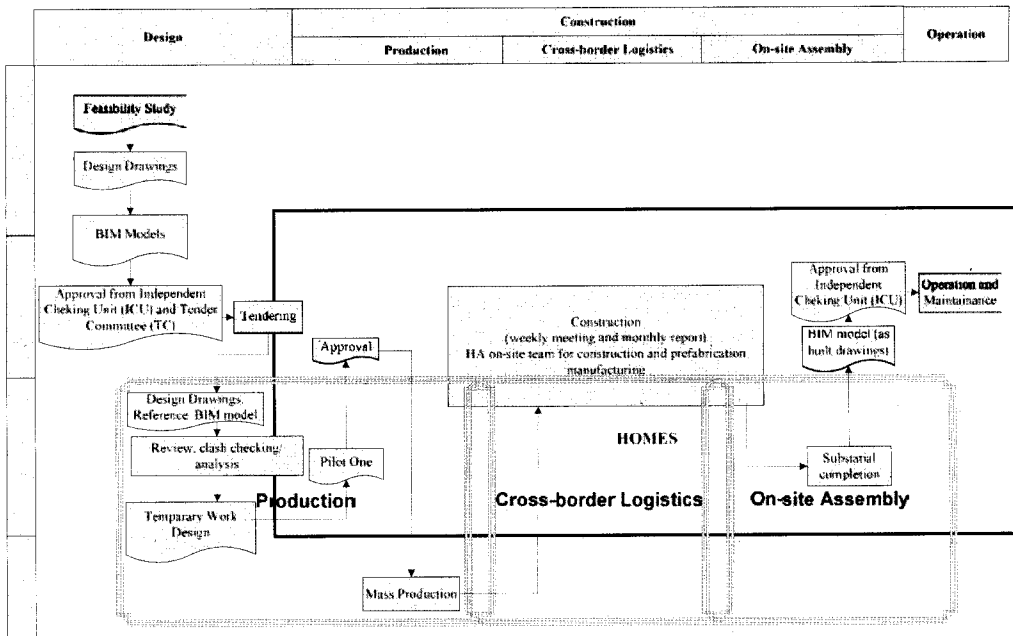 Design
Construction
Operation
Production
Cross-border Logistics
On-site Assembly
Feasibility Study
Design Drawings
BIM Models
Approval from Independent
Cheking Unit (ICU) and Tender
Committee (TC)
Tendering
Approval
Construction
(weekly meeting and monthly report)
HA on-site team for construction and prefabrication
manufacturing
Approval from
Independent
Cheking Unit (ICU)
Operation and
Maintainance
BIM model (as
built drawings)
Design Drawings,
Reference BIM model
Review, clash checking/
analysis
Pilot One
HOMES
Substatial
completion
Production
Cross-border Logistics
On-site Assembly
Temparary Work
Design
Mass Production